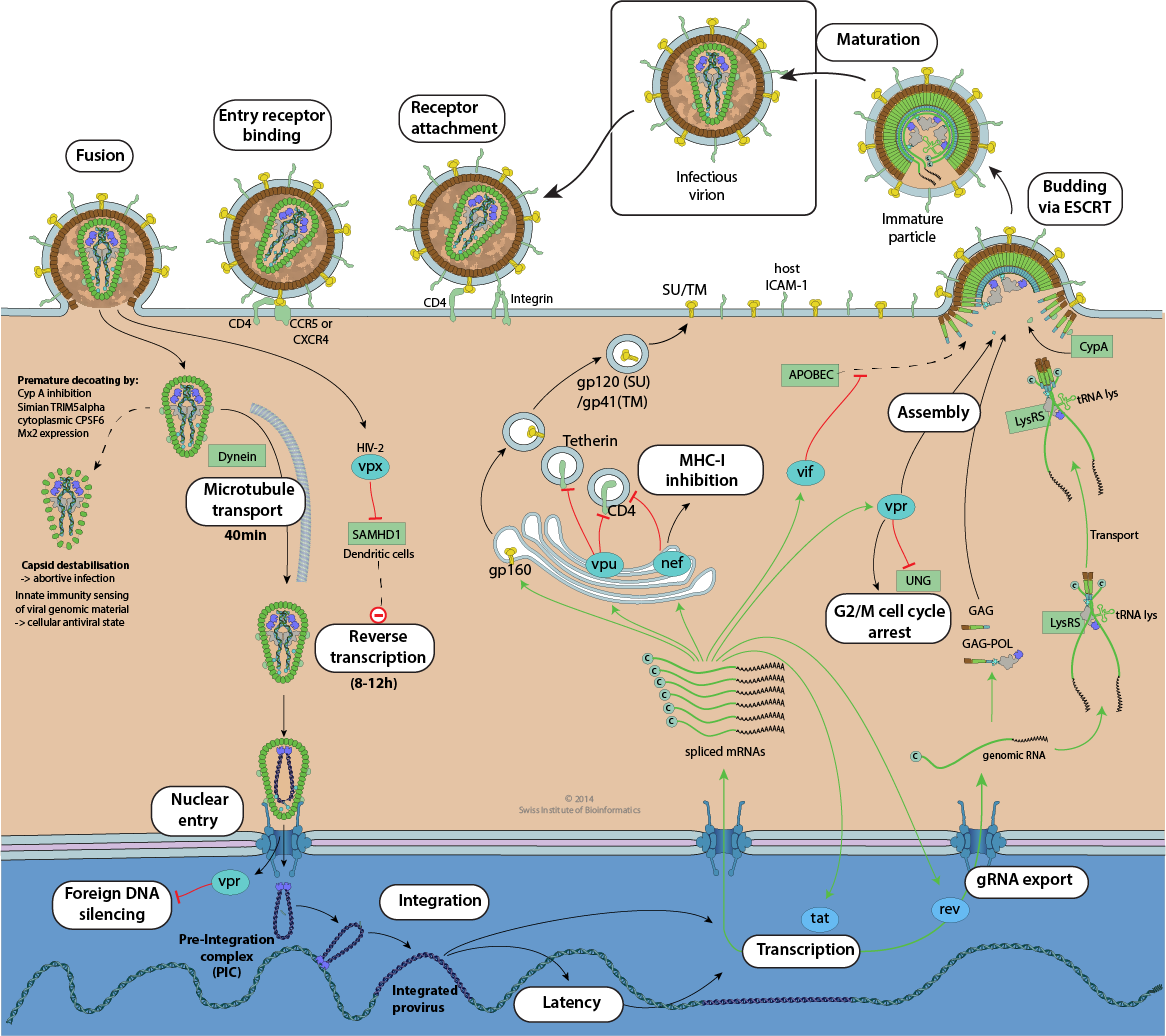 Maturation
Infectious
virion
Immature
particle
Budding
via ESCRT
Receptor
attachment
Entry receptor
binding
Fusion
CD4
CCR5 or
CXCR4
CD4
Integrin
SU/TM
host
ICAM-1
CypA
APOBEC
Assembly
LysRS
tRNA lys
Transport
LysRS
tRNA lys
gp120 (SU)
/gp41(TM)
Tetherin
CD4
MHC-I
inhibition
vif
vpr
UNG
G2/M cell cycle
arrest
GAG
GAG-POL
gp160
vpu
nef
Premature decoating by:
Cyp A inhibition
Simian TRIM5alpha
cytoplasmic CPSF6
Mx2 expression
Dynein
Microtubule
transport
40min
HIV-2
vpx
SAMHD1
Dendritic cells
Reverse
transcription
(8-12h)
Capsid destabilisation
-> abortive infection
Innate immunity sensing
of viral genomic material
-> cellular antiviral state
C
C
C
C
C
C
spliced mRNAs
C
genomic RNA
C
C
C
C
C
C
© 2014
Swiss Institute of Bioinformatics
Nuclear
entry
vpr
Foreign DNA
silencing
Pre-Integration
complex
(PIC)
Integration
Integrated
provirus
Latency
tat
rev
Transcription
gRNA export